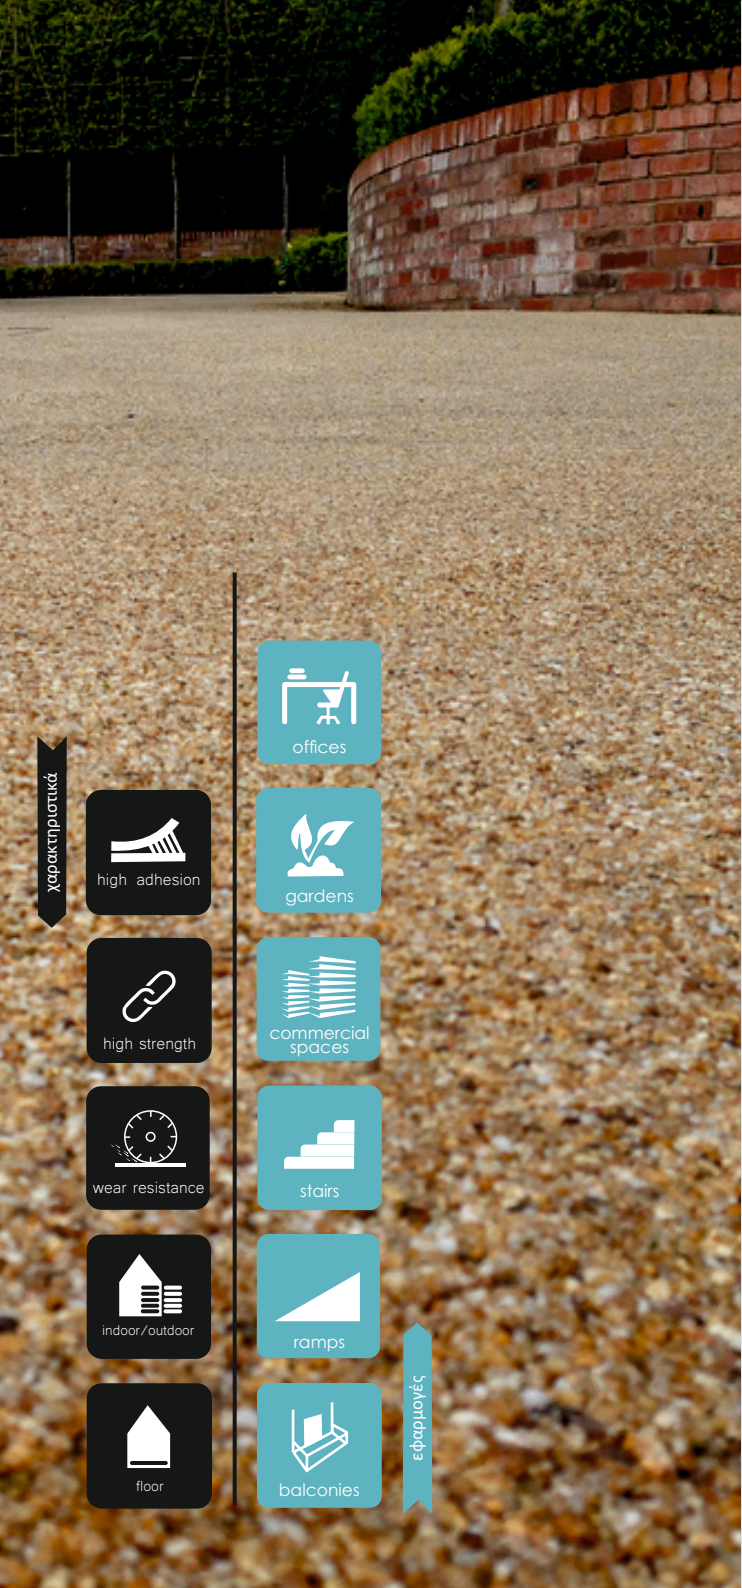 χαρακτηριστικά
high adhesion
high strength
wear resistance
indoor/outdoor
floor
offices
gardens
commercial
spaces
stairs
ramps
balconies
εφαρμογές